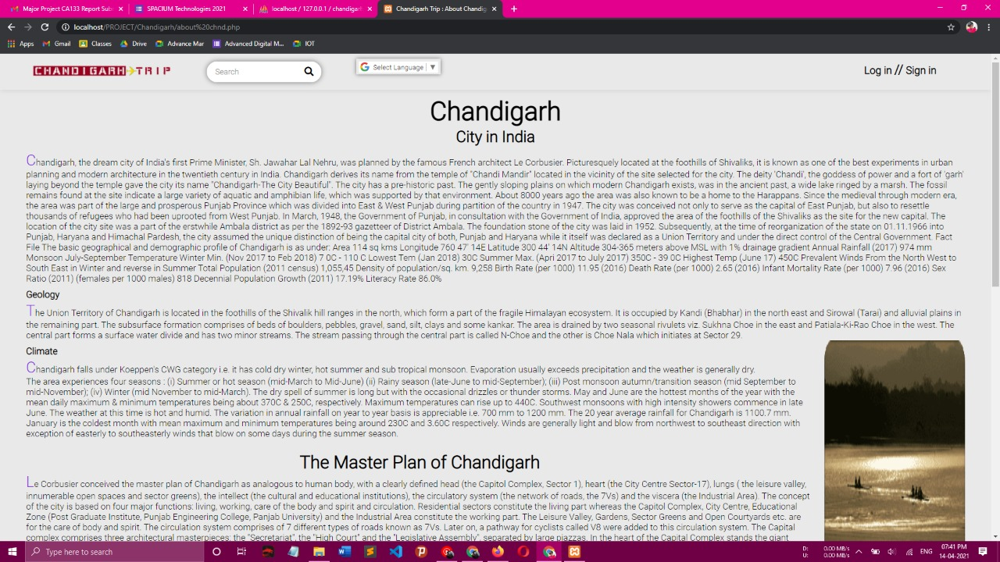 Major Project CA133 Report Sub
SPACIUM Technologies 2021
localhost / 127.0.0.1 / chandigarh
Chandigarh Trip : About Chandig
localhost/PROJECT/Chandigarh/about%20chnd.php
Apps Gmail Classes Drive Advance Mar Advanced Digital M... IOT
CHANDIGARH TRIP
Search
Select Language ▼
Log in // Sign in
Chandigarh
City in India
Chandigarh, the dream city of India's first Prime Minister, Sh. Jawahar Lal Nehru, was planned by the famous French architect Le Corbusier. Picturesquely located at the foothills of Shivaliks, it is known as one of the best experiments in urban
planning and modern architecture in the twentieth century in India. Chandigarh derives its name from the temple of "Chandi Mandir" located in the vicinity of the site selected for the city. The deity 'Chandi', the goddess of power and a fort of 'garh'
laying beyond the temple gave the city its name "Chandigarh-The City Beautiful". The city has a pre-historic past. The gently sloping plains on which modern Chandigarh exists, was in the ancient past, a wide lake ringed by a marsh. The fossil
remains found at the site indicate a large variety of aquatic and amphibian life, which was supported by that environment. About 8000 years ago the area was also known to be a home to the Harappans. Since the medieval through modern era,
the area was part of the large and prosperous Punjab Province which was divided into East & West Punjab during partition of the country in 1947. The city was conceived not only to serve as the capital of East Punjab, but also to resettle
thousands of refugees who had been uprooted from West Punjab. In March, 1948, the Government of Punjab, in consultation with the Government of India, approved the area of the foothills of the Shivaliks as the site for the new capital. The
location of the city site was a part of the erstwhile Ambala district as per the 1892-93 gazetteer of District Ambala. The foundation stone of the city was laid in 1952. Subsequently, at the time of reorganization of the state on 01.11.1966 into
Punjab, Haryana and Himachal Pardesh, the city assumed the unique distinction of being the capital city of both, Punjab and Haryana while it itself was declared as a Union Territory and under the direct control of the Central Government. Fact
File The basic geographical and demographic profile of Chandigarh is as under: Area 114 sq kms Longitude 760 47' 14E Latitude 300 44' 14N Altitude 304-365 meters above MSL with 1% drainage gradient Annual Rainfall (2017) 974 mm
Monsoon July-September Temperature Winter Min. (Nov 2017 to Feb 2018) 7 0C - 110 C Lowest Tem (Jan 2018) 30C Summer Max. (Apri 2017 to July 2017) 350C - 39 0C Highest Temp (June 17) 450C Prevalent Winds From the North West to
South East in Winter and reverse in Summer Total Population (2011 census) 1,055,45 Density of population/sq. km. 9,258 Birth Rate (per 1000) 11.95 (2016) Death Rate (per 1000) 2.65 (2016) Infant Mortality Rate (per 1000) 7.96 (2016) Sex
Ratio (2011) (females per 1000 males) 818 Decennial Population Growth (2011) 17.19% Literacy Rate 86.0%
Geology
The Union Territory of Chandigarh is located in the foothills of the Shivalik hill ranges in the north, which form a part of the fragile Himalayan ecosystem. It is occupied by Kandi (Bhabhar) in the north east and Sirowal (Tarai) and alluvial plains in
the remaining part. The subsurface formation comprises of beds of boulders, pebbles, gravel, sand, silt, clays and some kankar. The area is drained by two seasonal rivulets viz. Sukhna Choe in the east and Patiala-Ki-Rao Choe in the west. The
central part forms a surface water divide and has two minor streams. The stream passing through the central part is called N-Choe and the other is Choe Nala which initiates at Sector 29.
Climate
Chandigarh falls under Koeppen's CWG category i.e. it has cold dry winter, hot summer and sub tropical monsoon. Evaporation usually exceeds precipitation and the weather is generally dry.
The area experiences four seasons : (i) Summer or hot season (mid-March to Mid-June) (ii) Rainy season (late-June to mid-September); (iii) Post monsoon autumn/transition season (mid September to
mid-November); (iv) Winter (mid November to mid-March). The dry spell of summer is long but with the occasional drizzles or thunder storms. May and June are the hottest months of the year with the
mean daily maximum & minimum temperatures being about 370C & 250C, respectively. Maximum temperatures can rise up to 440C. Southwest monsoons with high intensity showers commence in late
June. The weather at this time is hot and humid. The variation in annual rainfall on year to year basis is appreciable i.e. 700 mm to 1200 mm. The 20 year average rainfall for Chandigarh is 1100.7 mm.
January is the coldest month with mean maximum and minimum temperatures being around 230C and 3.60C respectively. Winds are generally light and blow from northwest to southeast direction with
exception of easterly to southeasterly winds that blow on some days during the summer season.
The Master Plan of Chandigarh
Le Corbusier conceived the master plan of Chandigarh as analogous to human body, with a clearly defined head (the Capitol Complex, Sector 1), heart (the City Centre Sector-17), lungs ( the leisure valley,
innumerable open spaces and sector greens), the intellect (the cultural and educational institutions), the circulatory system (the network of roads, the 7Vs) and the viscera (the Industrial Area). The concept
of the city is based on four major functions: living, working, care of the body and spirit and circulation. Residential sectors constitute the living part whereas the Capitol Complex, City Centre, Educational
Zone (Post Graduate Institute, Punjab Engineering College, Panjab University) and the Industrial Area constitute the working part. The Leisure Valley, Gardens, Sector Greens and Open Courtyards etc. are
for the care of body and spirit. The circulation system comprises of 7 different types of roads known as 7Vs. Later on, a pathway for cyclists called V8 were added to this circulation system. The Capital
complex comprises three architectural masterpieces: the "Secretariat", the "High Court" and the "Legislative Assembly", separated by large piazzas. In the heart of the Capital Complex stands the giant
Type here to search
D: 0.00 MB/s
U: 0.00 MB/s
ENG
07:41 PM
14-04-2021